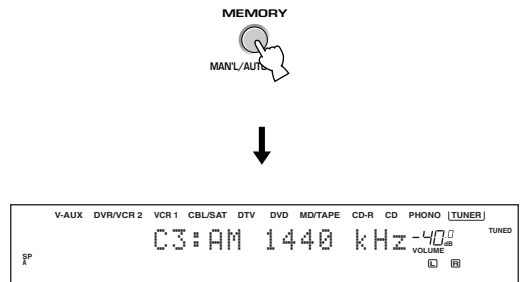 MEMORY
MAN'L/AUTO
V-AUX DVR/VCR 2 VCR 1 CBL/SAT DTV DVD MD/TAPE CD-R CD PHONO TUNER
C3:AM 1440 kHz -40.0 dB TUNED
VOLUME
SP
A
L R